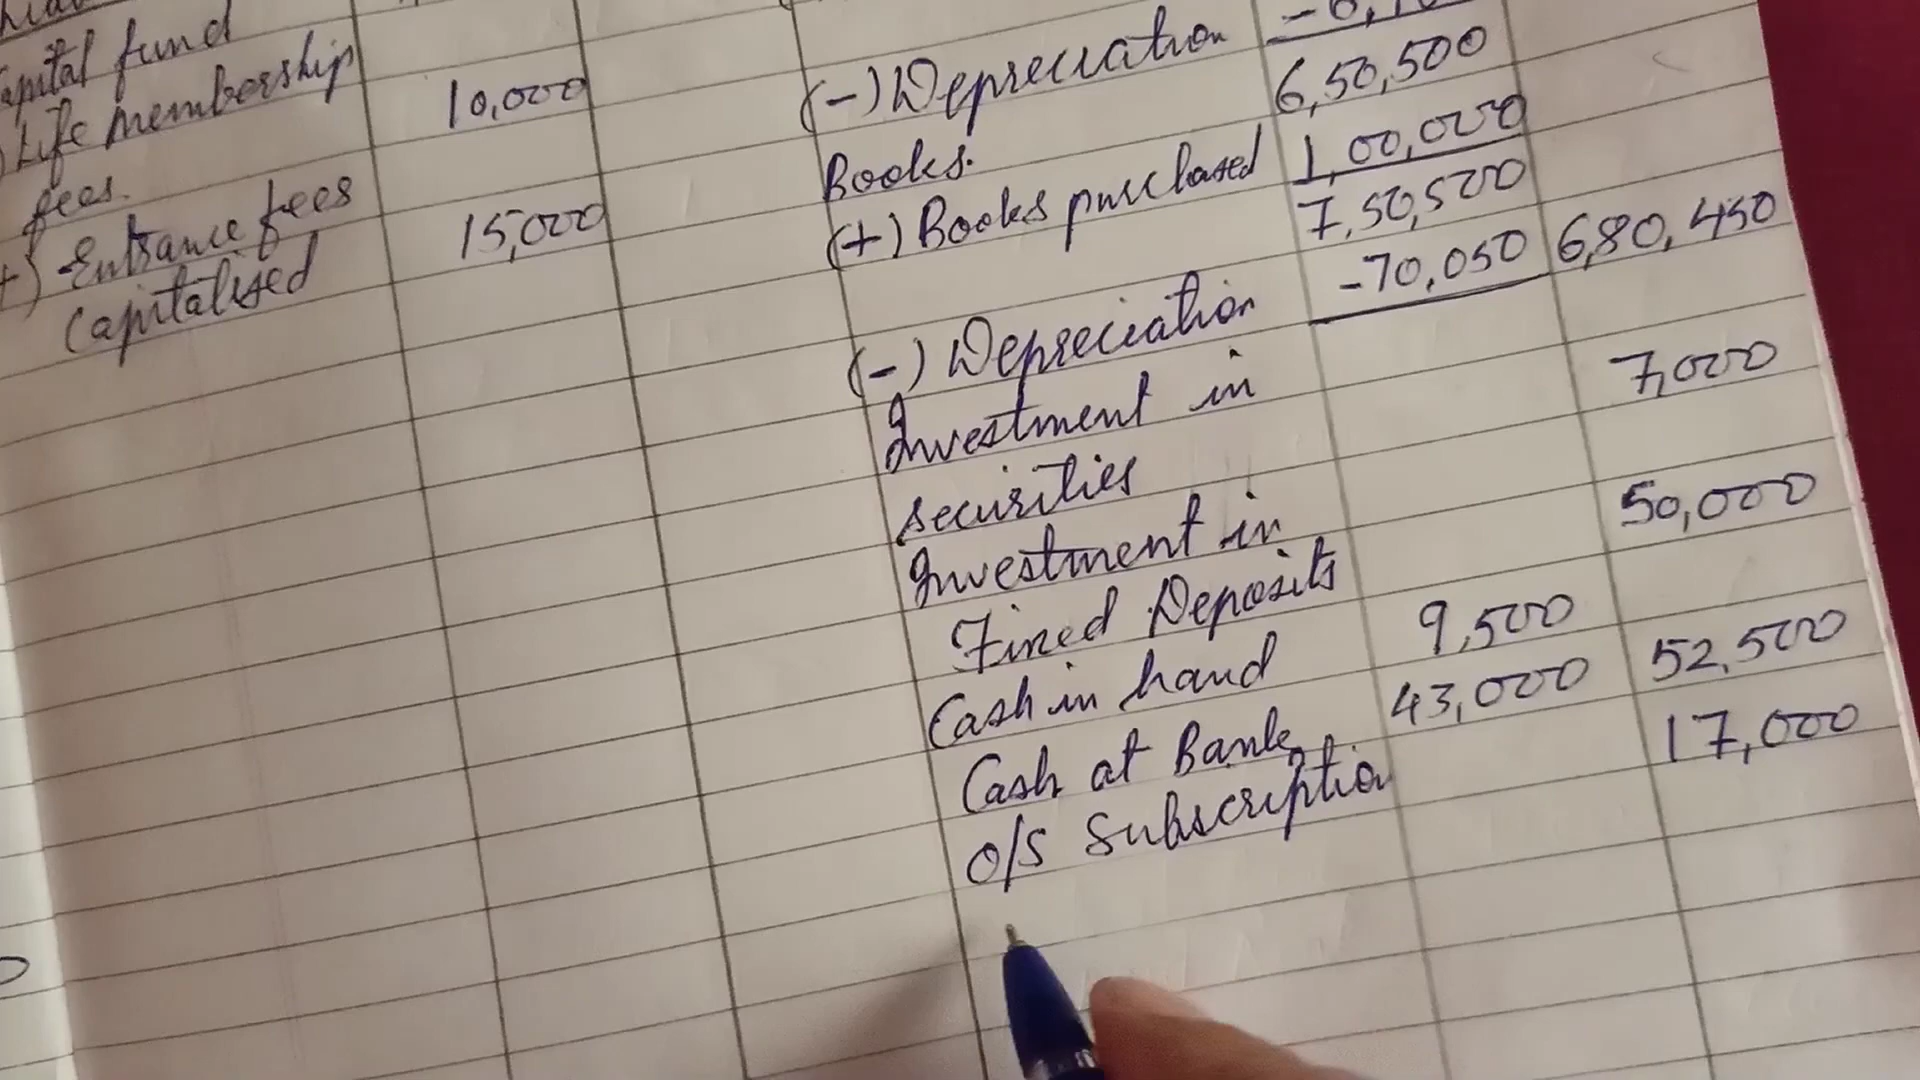 Capital fund
Life Membership 10,000
fees.
+) Entrance fees 15,000
Capitalised
(-) Depreciation
Books. 6,50,500
(+) Books purchased 1,00,000
7,50,500
(-) Depreciation -70,050 6,80,450
Investment in
securities 7,000
Investment in
Fixed Deposits 50,000
Cash in hand 9,500
Cash at Bank 43,000 52,500
O/S Subscription 17,000